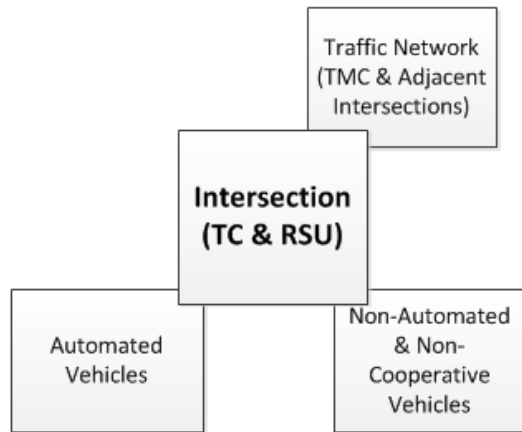 Traffic Network
(TMC & Adjacent
Intersections)
Intersection
(TC & RSU)
Automated
Vehicles
Non-Automated
& Non-
Cooperative
Vehicles